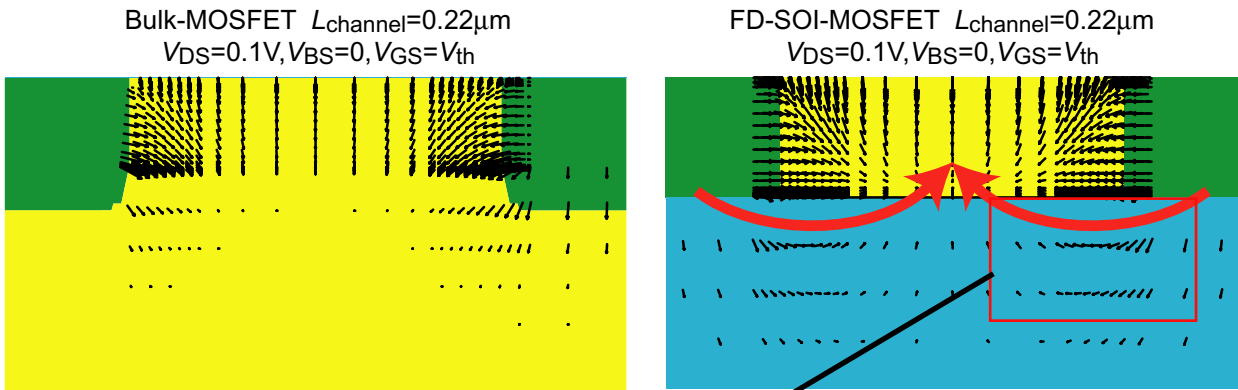 Bulk-MOSFET Lchannel=0.22μm
VDS=0.1V,VBS=0,VGS=Vth
FD-SOI-MOSFET Lchannel=0.22μm
VDS=0.1V,VBS=0,VGS=Vth